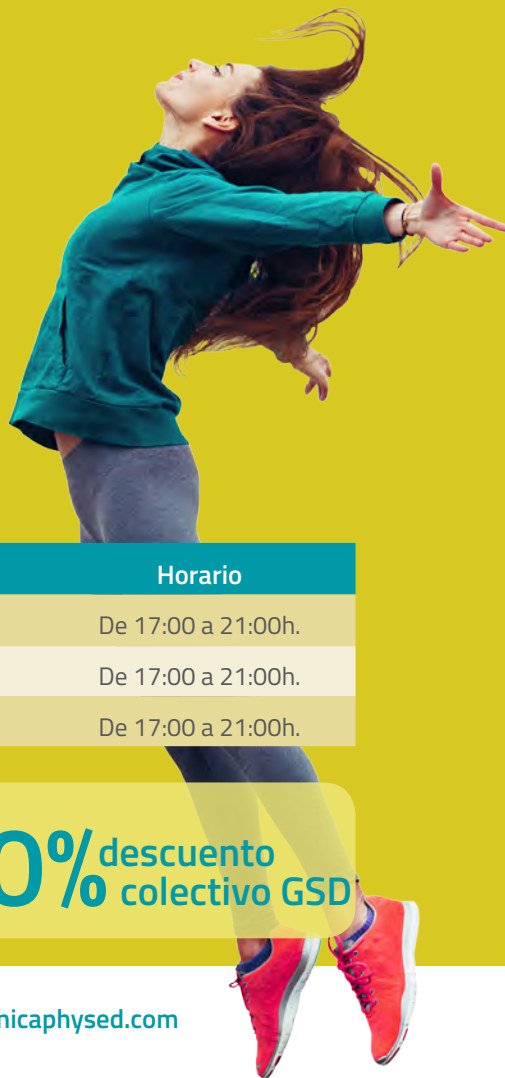 Horario
De 17:00 a 21:00h.
De 17:00 a 21:00h.
De 17:00 a 21:00h.
0% descuento
colectivo GSD
nicaphysed.com